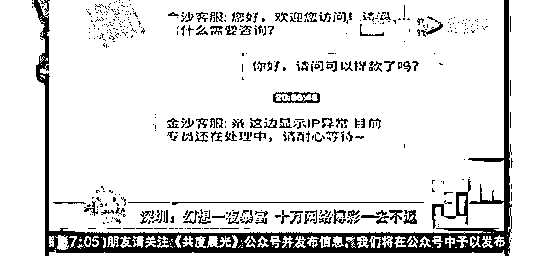 金沙客服: 您好, 欢迎您访问! 请问
什么需要咨询?
你好, 请问可以提款了吗?
金沙客服: 亲 这边显示IP异常 目前
专员还在处理中, 请耐心等待~
深圳: 幻想一夜暴富 十万网络博彩一去不返
7:05)朋友请关注《共度晨光》公众号并发布信息,我们将在公众号中予以发布